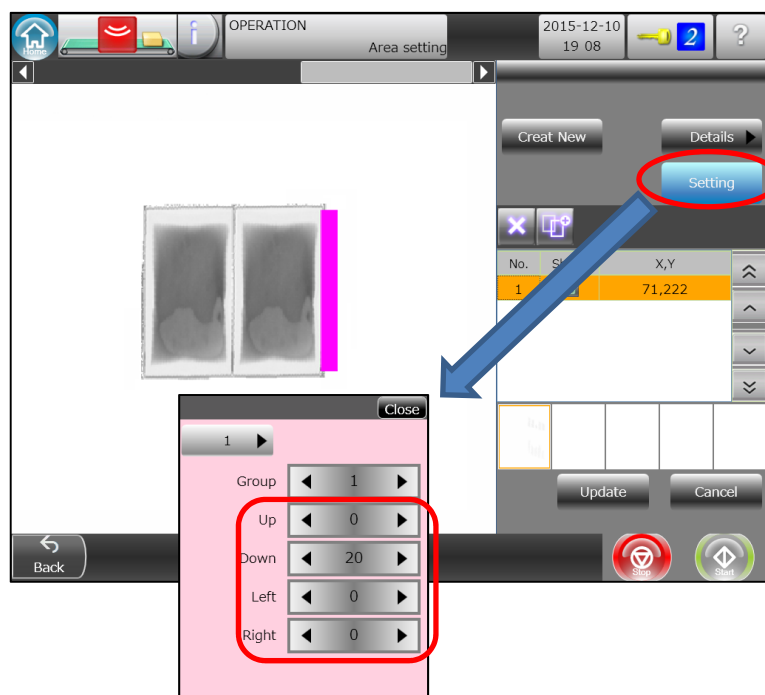 OPERATION
Area setting
2015-12-10
19 08
2
?
Home
i
Creat New
Details
Setting
No.
X,Y
1
71,222
Close
1
Group
1
Up
0
Down
20
Left
0
Right
0
Update
Cancel
Back
Stop
Start